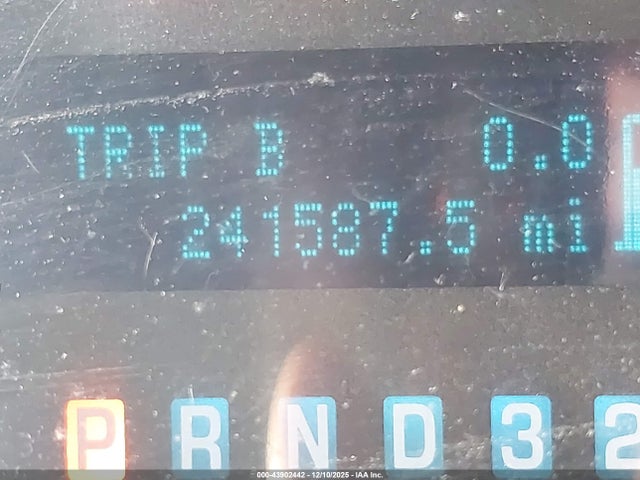 TRIP B 0.0
241587.5 mi
P R N D 3 2
000-43902442 - 12/10/2025 - IAA Inc.